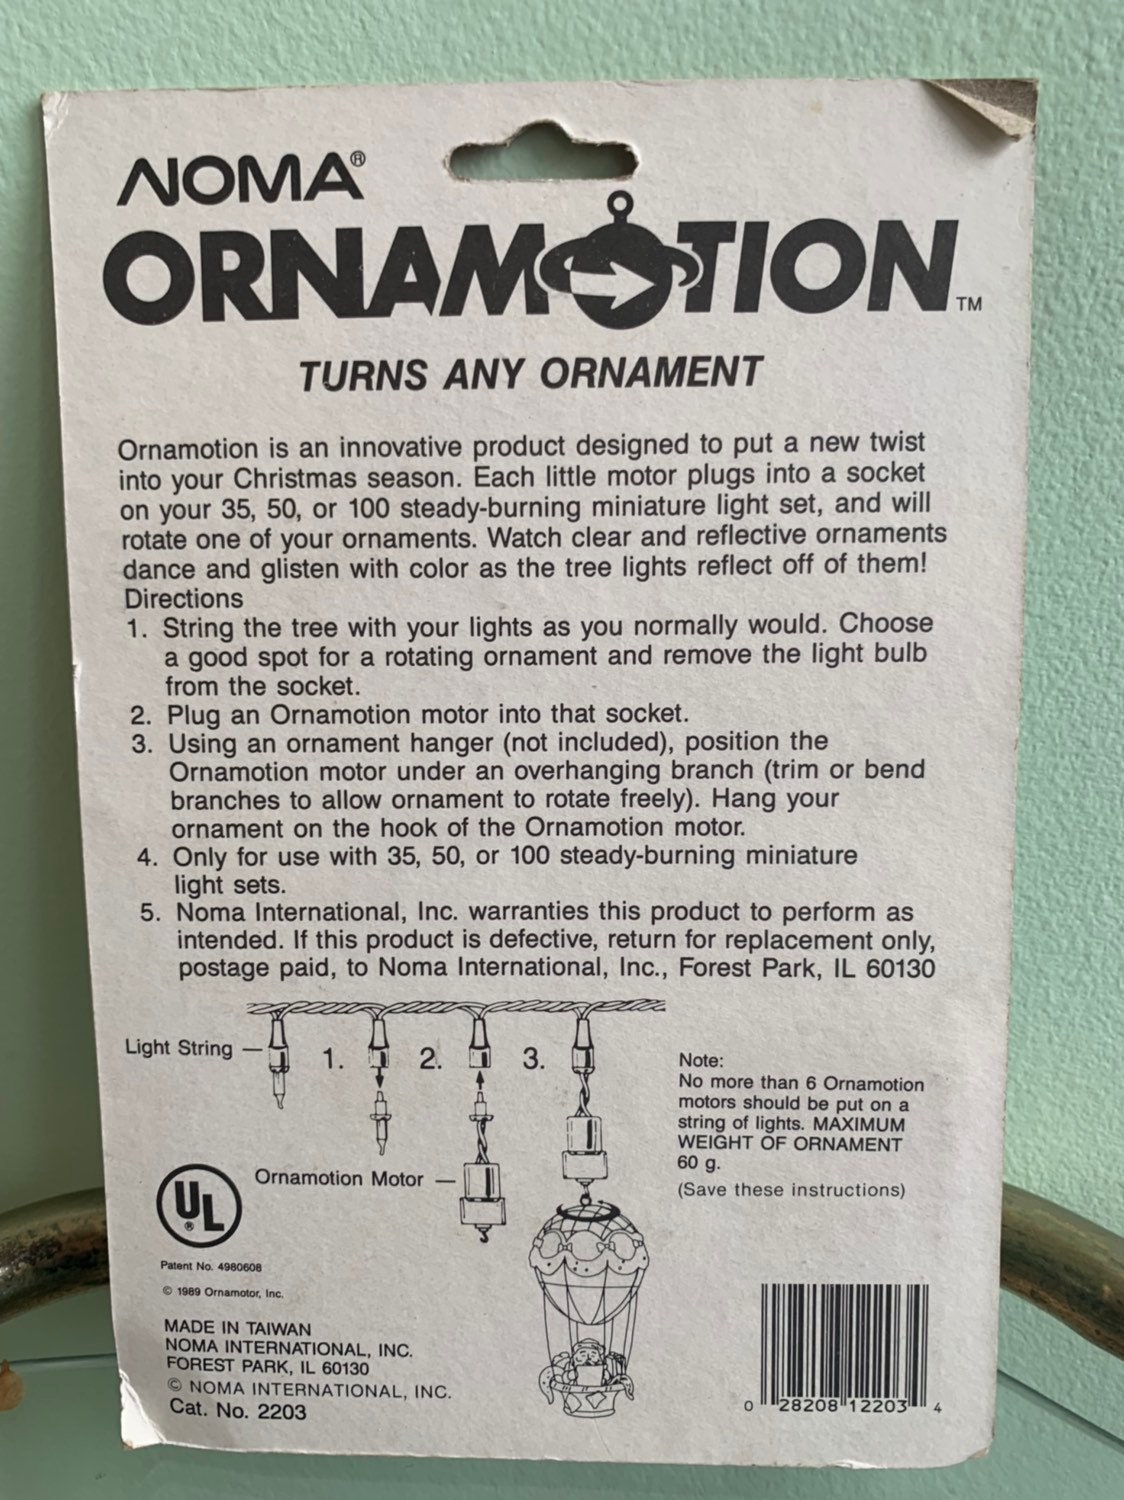 NOMA®
ORNAMOTION™
TURNS ANY ORNAMENT
Ornamotion is an innovative product designed to put a new twist
into your Christmas season. Each little motor plugs into a socket
on your 35, 50, or 100 steady-burning miniature light set, and will
rotate one of your ornaments. Watch clear and reflective ornaments
dance and glisten with color as the tree lights reflect off of them!
Directions
1. String the tree with your lights as you normally would. Choose
a good spot for a rotating ornament and remove the light bulb
from the socket.
2. Plug an Ornamotion motor into that socket.
3. Using an ornament hanger (not included), position the
Ornamotion motor under an overhanging branch (trim or bend
branches to allow ornament to rotate freely). Hang your
ornament on the hook of the Ornamotion motor.
4. Only for use with 35, 50, or 100 steady-burning miniature
light sets.
5. Noma International, Inc. warranties this product to perform as
intended. If this product is defective, return for replacement only,
postage paid, to Noma International, Inc., Forest Park, IL 60130
Light String
1.
2.
3.
Ornamotion Motor
Note:
No more than 6 Ornamotion
motors should be put on a
string of lights. MAXIMUM
WEIGHT OF ORNAMENT
60 g.
(Save these instructions)
UL®
Patent No. 4980608
© 1989 Ornamotor, Inc.
MADE IN TAIWAN
NOMA INTERNATIONAL, INC.
FOREST PARK, IL 60130
© NOMA INTERNATIONAL, INC.
Cat. No. 2203
0 28208 12203 4